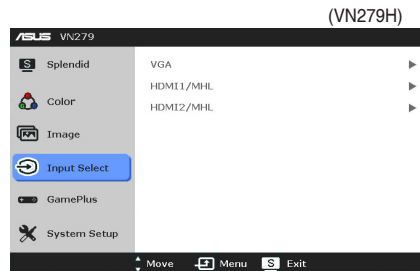 (VN279H)
ASUS VN279
S Splendid
Color
Image
Input Select
GamePlus
System Setup
VGA
HDMI1/MHL
HDMI2/MHL
Move Menu S Exit